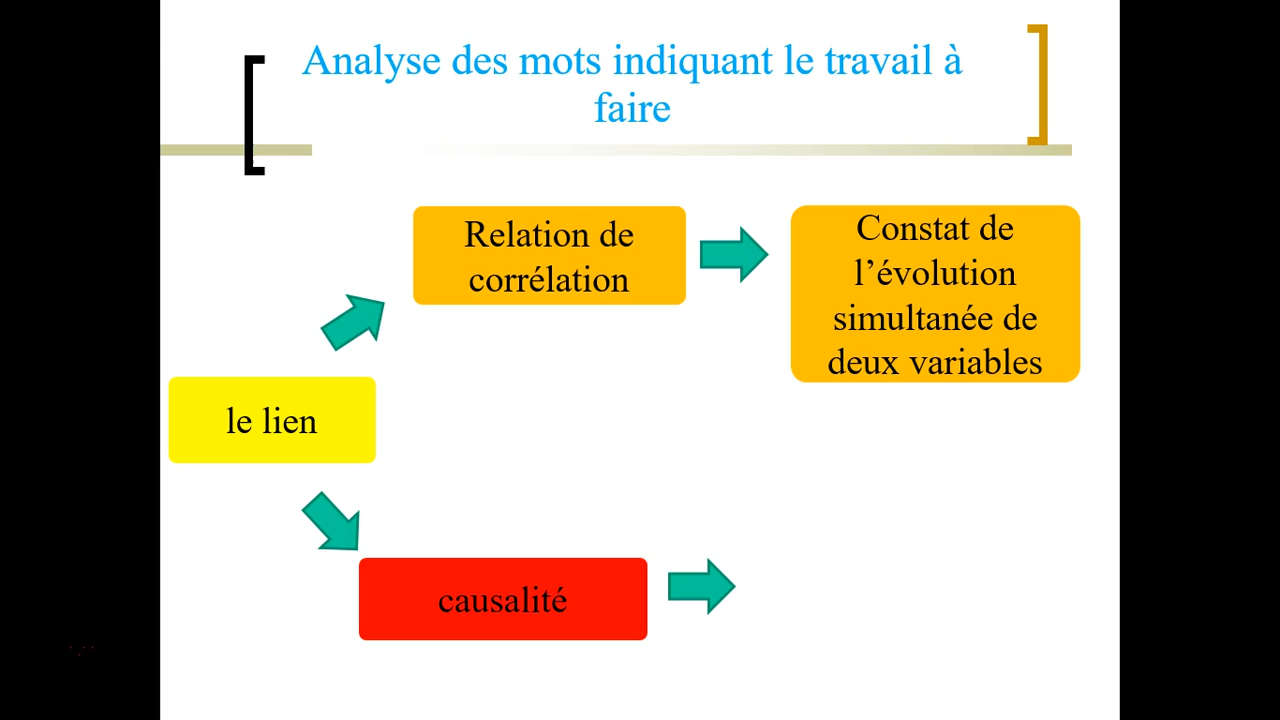 Analyse des mots indiquant le travail à
faire
Relation de
corrélation
Constat de
l’évolution
simultanée de
deux variables
le lien
causalité